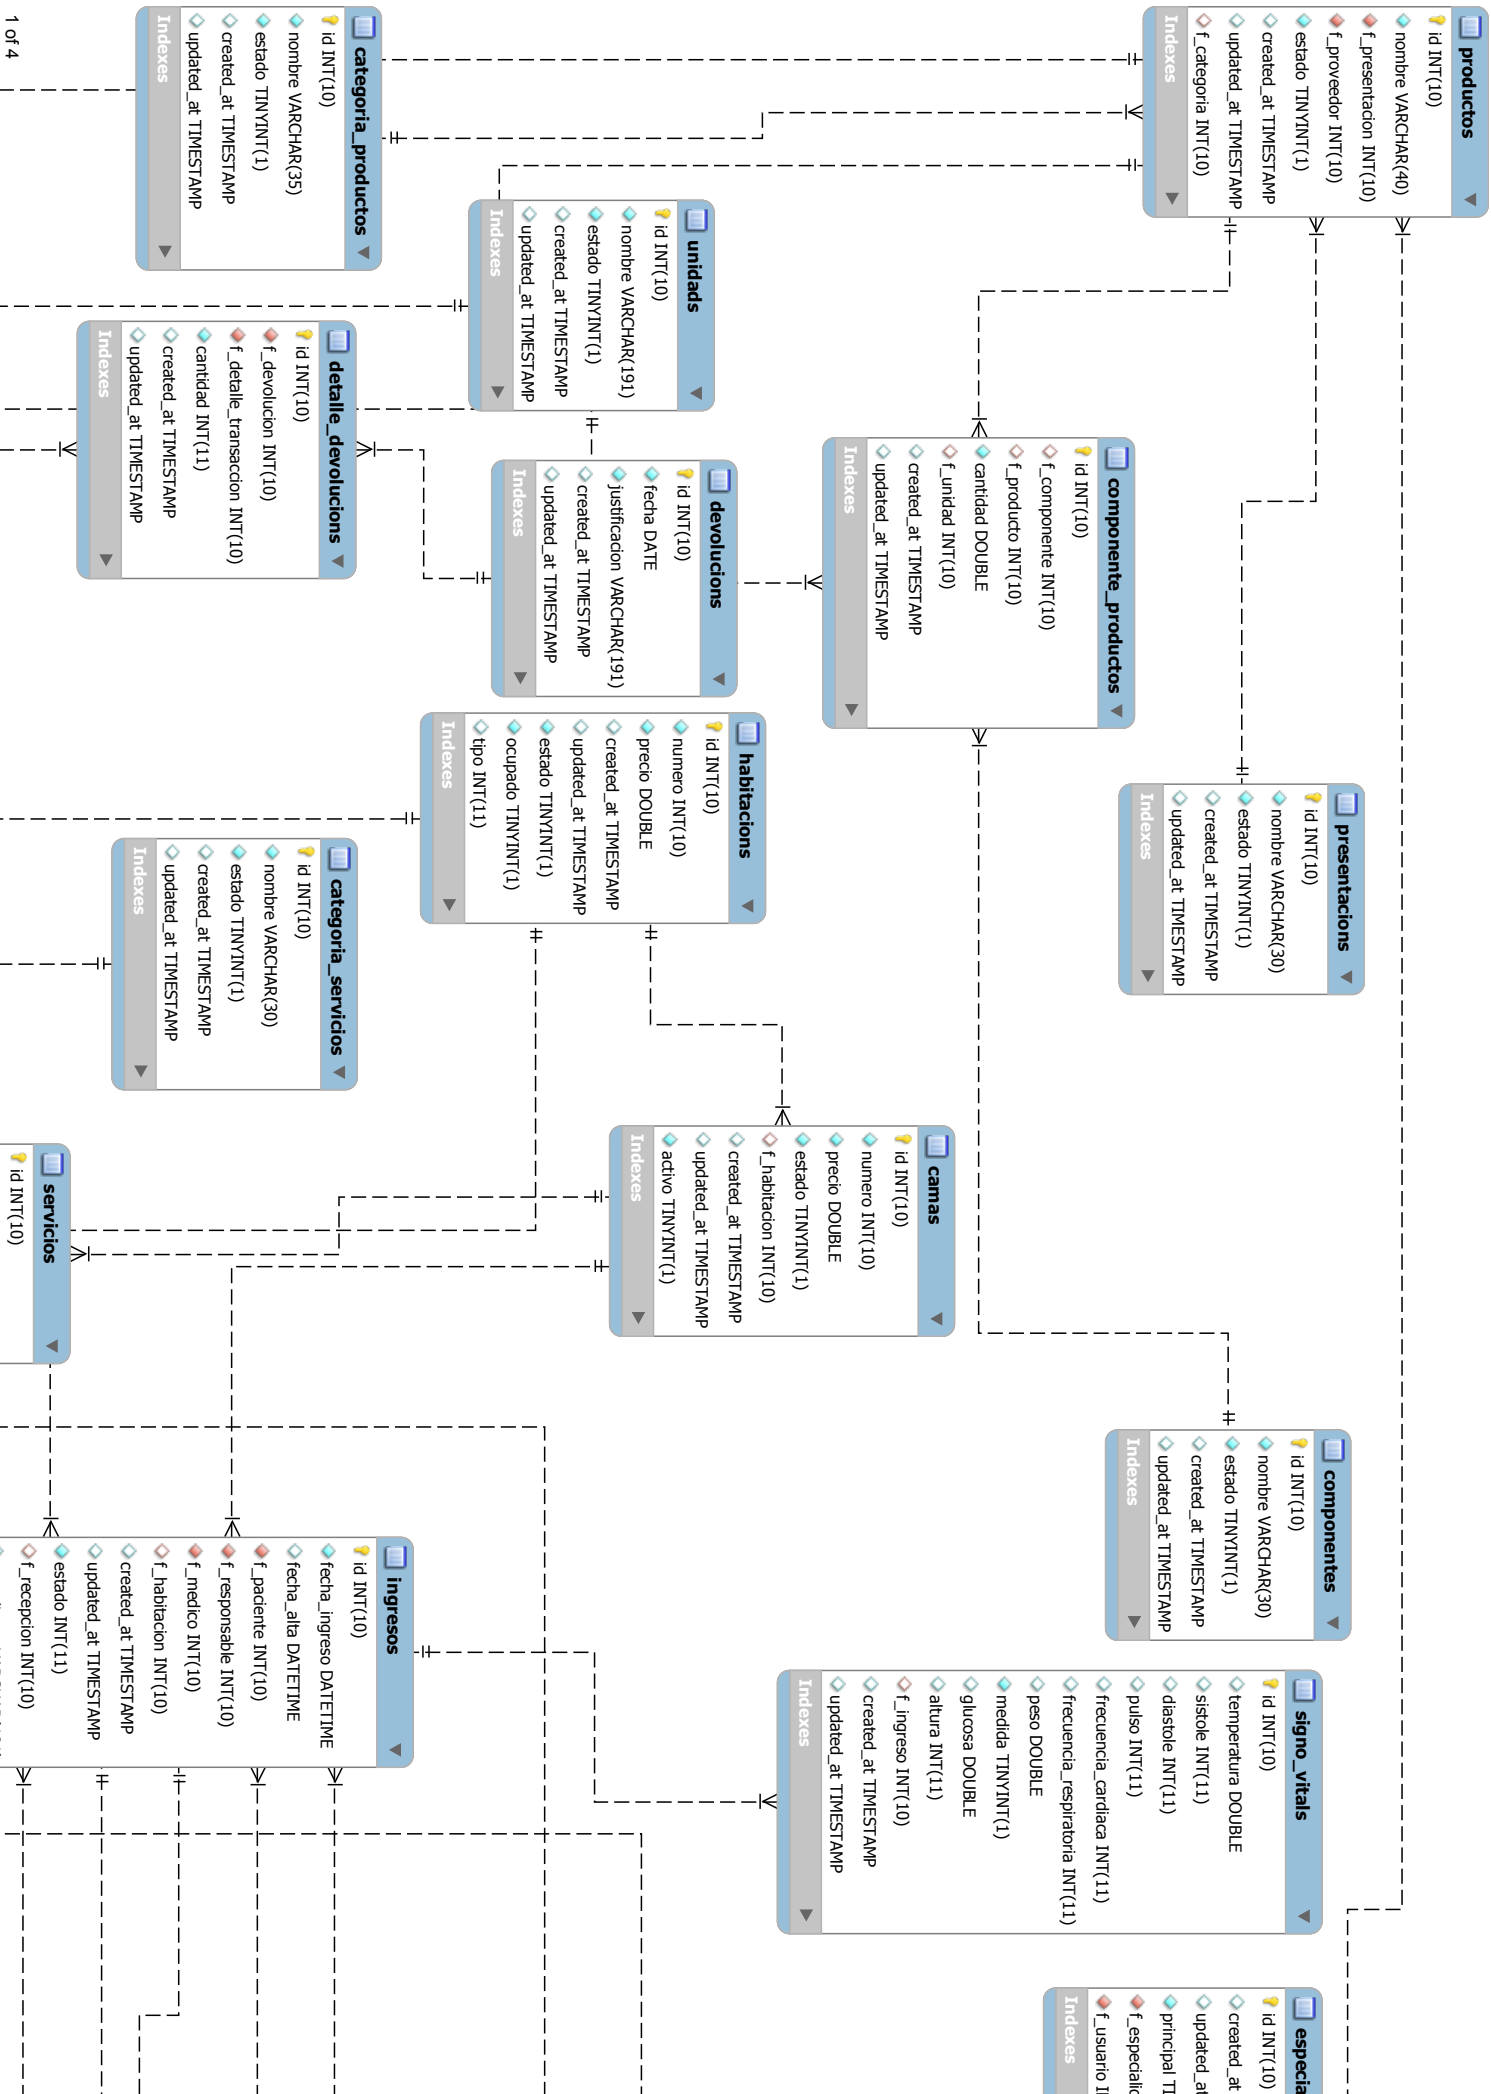 productos
id INT(10)
nombre VARCHAR(40)
f_presentacion INT(10)
f_proveedor INT(10)
estado TINYINT(1)
created_at TIMESTAMP
updated_at TIMESTAMP
f_categoria INT(10)
Indexes
presentacions
id INT(10)
nombre VARCHAR(30)
estado TINYINT(1)
created_at TIMESTAMP
updated_at TIMESTAMP
Indexes
componentes
id INT(10)
nombre VARCHAR(30)
estado TINYINT(1)
created_at TIMESTAMP
updated_at TIMESTAMP
Indexes
signo_vitals
id INT(10)
temperatura DOUBLE
sistole INT(11)
diastole INT(11)
pulso INT(11)
frecuencia_cardiaca INT(11)
frecuencia_respiratoria INT(11)
peso DOUBLE
medida TINYINT(1)
glucosa DOUBLE
altura INT(11)
f_ingreso INT(10)
created_at TIMESTAMP
updated_at TIMESTAMP
Indexes
especia
id INT(10)
created_at
updated_at
principal TI
f_especialid
f_usuario I
Indexes
componente_productos
id INT(10)
f_componente INT(10)
f_producto INT(10)
cantidad DOUBLE
f_unidad INT(10)
created_at TIMESTAMP
updated_at TIMESTAMP
Indexes
camas
id INT(10)
numero INT(10)
precio DOUBLE
estado TINYINT(1)
f_habitacion INT(10)
created_at TIMESTAMP
updated_at TIMESTAMP
activo TINYINT(1)
Indexes
habitacions
id INT(10)
numero INT(10)
precio DOUBLE
created_at TIMESTAMP
updated_at TIMESTAMP
estado TINYINT(1)
ocupado TINYINT(1)
tipo INT(11)
Indexes
devolucions
id INT(10)
fecha DATE
justificacion VARCHAR(191)
created_at TIMESTAMP
updated_at TIMESTAMP
Indexes
unidads
id INT(10)
nombre VARCHAR(191)
estado TINYINT(1)
created_at TIMESTAMP
updated_at TIMESTAMP
Indexes
categoria_productos
id INT(10)
nombre VARCHAR(35)
estado TINYINT(1)
created_at TIMESTAMP
updated_at TIMESTAMP
Indexes
detalle_devolucions
id INT(10)
f_devolucion INT(10)
f_detalle_transaccion INT(10)
cantidad INT(11)
created_at TIMESTAMP
updated_at TIMESTAMP
Indexes
categoria_servicios
id INT(10)
nombre VARCHAR(30)
estado TINYINT(1)
created_at TIMESTAMP
updated_at TIMESTAMP
Indexes
ingresos
id INT(10)
fecha_ingreso DATETIME
fecha_alta DATETIME
f_paciente INT(10)
f_responsable INT(10)
f_medico INT(10)
f_habitacion INT(10)
created_at TIMESTAMP
updated_at TIMESTAMP
estado INT(11)
f_recepcion INT(10)
servicios
id INT(10)
1 of 4